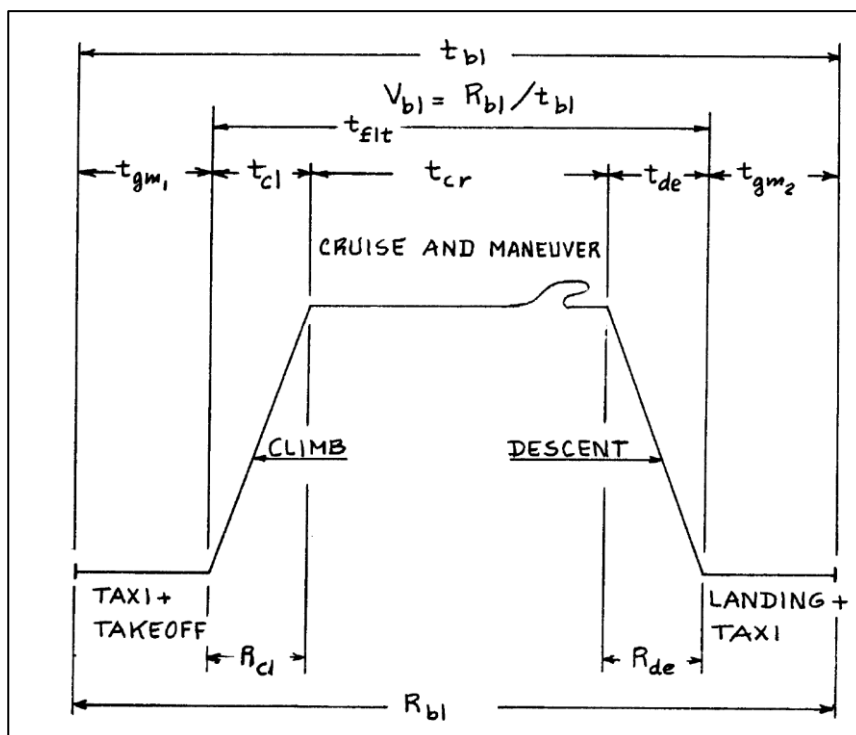 t_bl
V_bl = R_bl / t_bl
t_flt
t_gm₁ t_cl t_cr t_de t_gm₂
CRUISE AND MANEUVER
CLIMB DESCENT
TAXI + LANDING +
TAKEOFF TAXI
R_cl R_de
R_bl